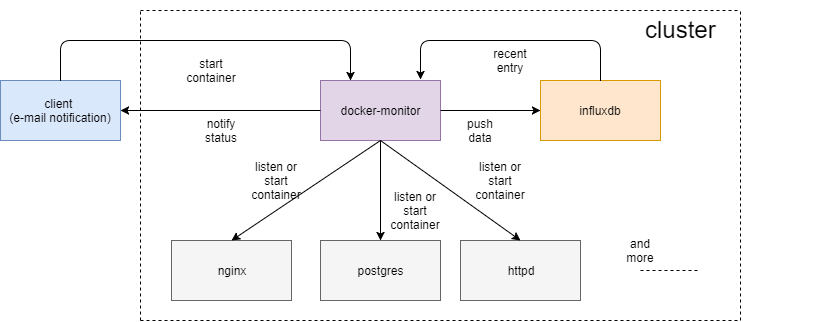 cluster
start
container
recent
entry
client
(e-mail notification)
docker-monitor
influxdb
notify
status
push
data
listen or
start
container
listen or
start
container
listen or
start
container
nginx
postgres
httpd
and
more